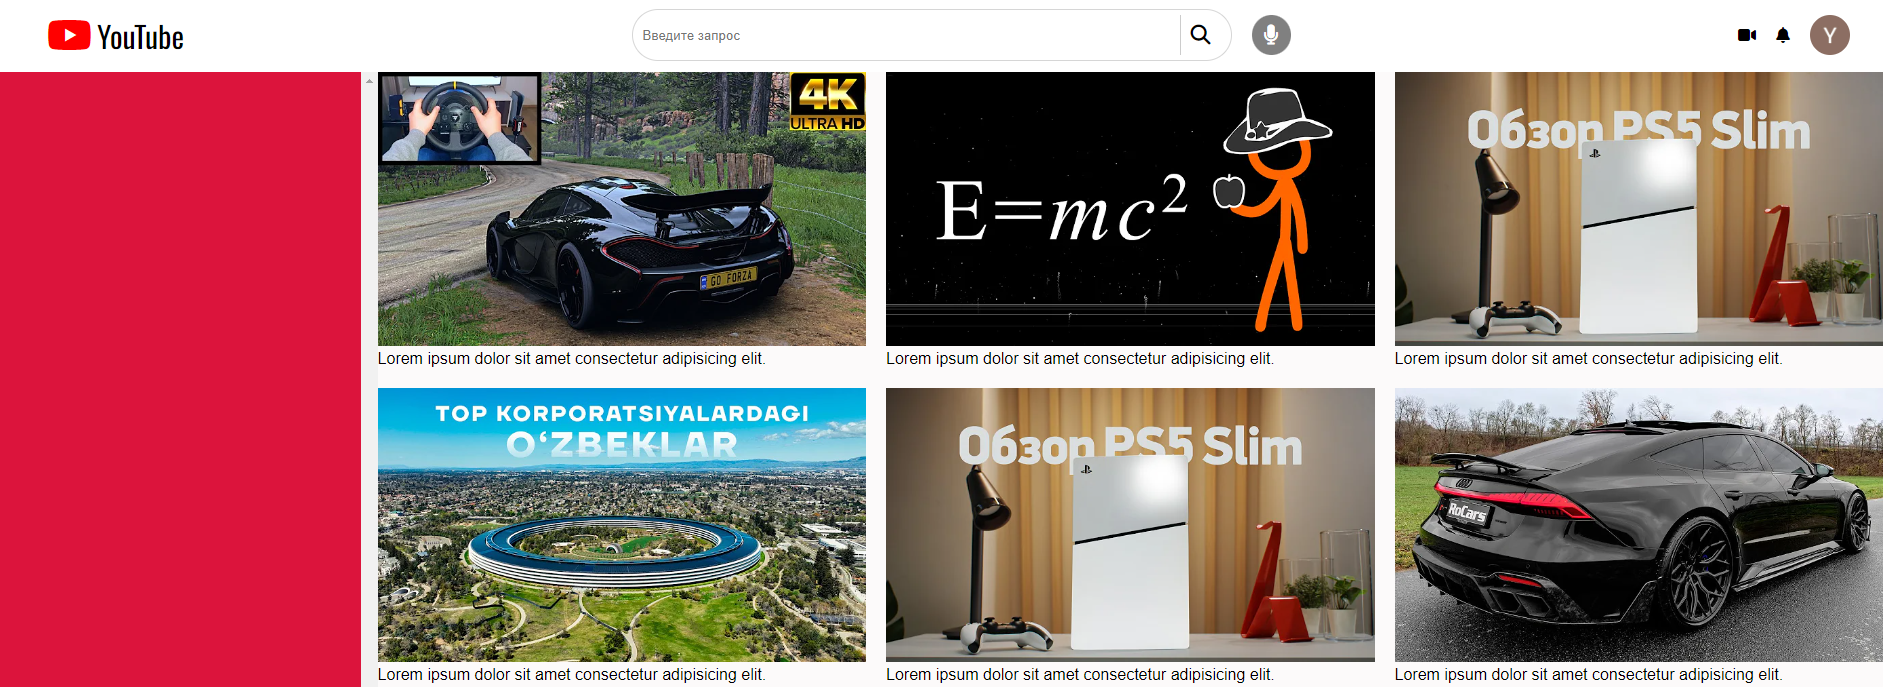 YouTube
Введите запрос
Y
4K
ULTRA HD
GO FORZA
E=mc²
Обзор PS5 Slim
Lorem ipsum dolor sit amet consectetur adipisicing elit.
Lorem ipsum dolor sit amet consectetur adipisicing elit.
Lorem ipsum dolor sit amet consectetur adipisicing elit.
TOP KORPORATSIYALARDAGI
O‘ZBEKLAR
Обзор PS5 Slim
RoCars
Lorem ipsum dolor sit amet consectetur adipisicing elit.
Lorem ipsum dolor sit amet consectetur adipisicing elit.
Lorem ipsum dolor sit amet consectetur adipisicing elit.